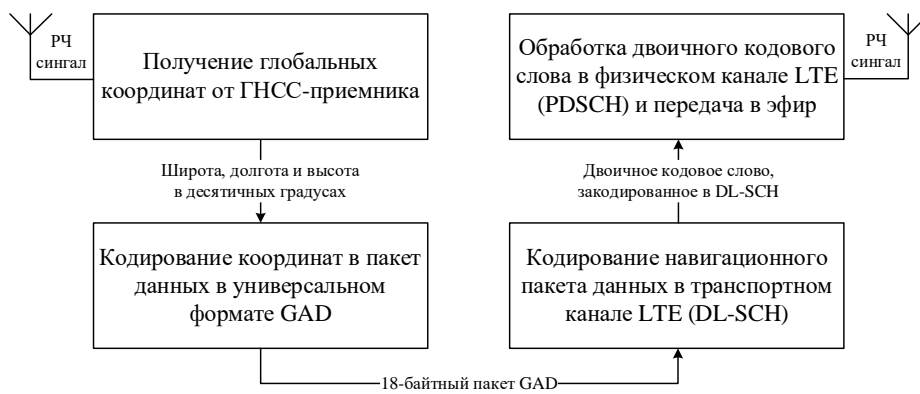 РЧ
сингал
Получение глобальных
координат от ГНСС-приемника
Широта, долгота и высота
в десятичных градусах
Кодирование координат в пакет
данных в универсальном
формате GAD
18-байтный пакет GAD
Кодирование навигационного
пакета данных в транспортном
канале LTE (DL-SCH)
Двоичное кодовое слово,
закодированное в DL-SCH
Обработка двоичного кодового
слова в физическом канале LTE
(PDSCH) и передача в эфир
РЧ
сингал